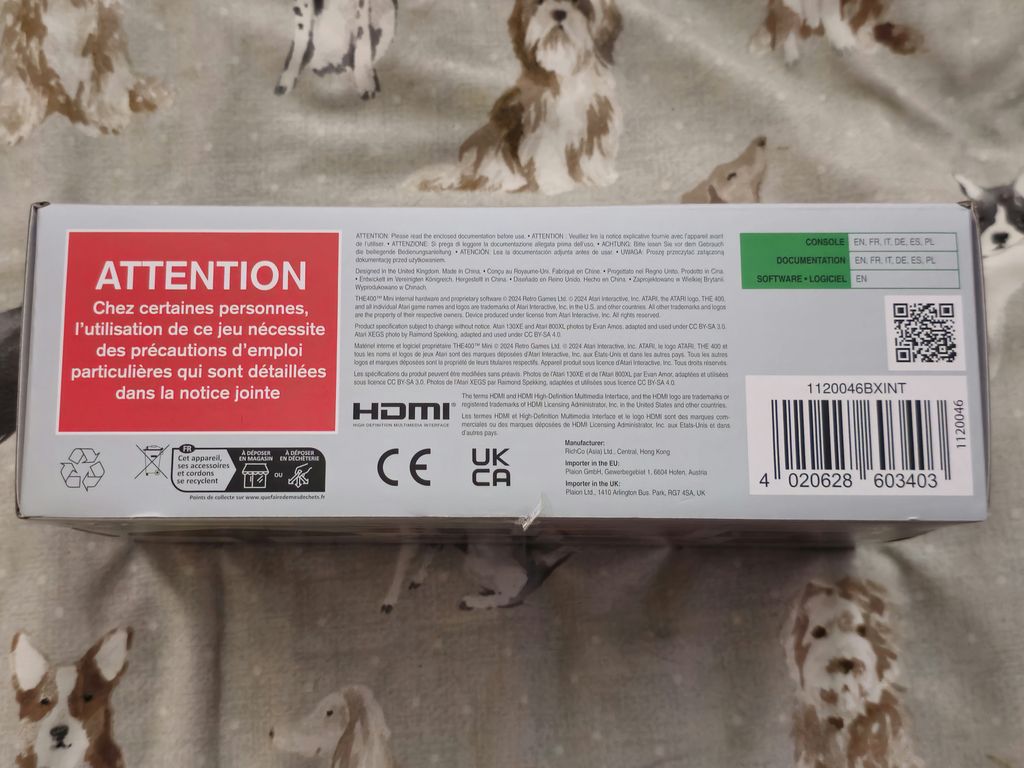 ATTENTION
Chez certaines personnes,
l'utilisation de ce jeu nécessite
des précautions d'emploi
particulières qui sont détaillées
dans la notice jointe
FR
Cet appareil,
ses accessoires
et cordons
se recyclent
À DÉPOSER
EN MAGASIN
OU
À DÉPOSER
EN DÉCHÈTERIE
Points de collecte sur www.quefairedemesdechets.fr
ATTENTION: Please read the enclosed documentation before use. • ATTENTION : Veuillez lire la notice explicative fournie avec l'appareil avant
de l'utiliser. • ATTENZIONE: Si prega di leggere la documentazione allegata prima dell'uso. • ACHTUNG: Bitte lesen Sie vor dem Gebrauch
die beiliegende Bedienungsanleitung. • ATENCIÓN: Lea la documentación adjunta antes de usar. • UWAGA: Proszę przeczytać załączoną
dokumentację przed użytkowaniem.
Designed in the United Kingdom. Made in China. • Conçu au Royaume-Uni. Fabriqué en Chine. • Progettato nel Regno Unito. Prodotto in Cina.
• Entwickelt im Vereinigten Königreich. Hergestellt in China. • Diseñado en Reino Unido. Hecho en China. • Zaprojektowano w Wielkiej Brytanii.
Wyprodukowano w Chinach.
THE400™ Mini internal hardware and proprietary software © 2024 Retro Games Ltd. © 2024 Atari Interactive, Inc. ATARI, the ATARI logo, THE 400,
and all individual Atari game names and logos are trademarks of Atari Interactive, Inc. in the U.S. and other countries. All other trademarks and logos
are the property of their respective owners. Device produced under license from Atari Interactive, Inc. All rights reserved.
Product specification subject to change without notice. Atari 130XE and Atari 800XL photos by Evan Amos, adapted and used under CC BY-SA 3.0.
Atari XEGS photo by Raimond Spekking, adapted and used under CC BY-SA 4.0.
Matériel interne et logiciel propriétaire THE400™ Mini © 2024 Retro Games Ltd. © 2024 Atari Interactive, Inc. ATARI, le logo ATARI, THE 400 et
tous les noms et logos de jeux Atari sont des marques déposées d'Atari Interactive, Inc. aux États-Unis et dans les autres pays. Tous les autres
logos et marques déposées sont la propriété de leurs titulaires respectifs. Appareil produit sous licence d'Atari Interactive, Inc. Tous droits réservés.
Les spécifications du produit peuvent être modifiées sans préavis. Photos de l'Atari 130XE et de l'Atari 800XL par Evan Amor, adaptées et utilisées
sous licence CC BY-SA 3.0. Photos de l'Atari XEGS par Raimond Spekking, adaptées et utilisées sous licence CC BY-SA 4.0.
HDMI®
HIGH DEFINITION MULTIMEDIA INTERFACE
The terms HDMI and HDMI High-Definition Multimedia Interface, and the HDMI logo are trademarks or
registered trademarks of HDMI Licensing Administrator, Inc. in the United States and other countries.
Les termes HDMI et High-Definition Multimedia Interface et le logo HDMI sont des marques com-
merciales ou des marques déposées de HDMI Licensing Administrator, Inc. aux États-Unis et dans
d'autres pays.
CE
UK
CA
Manufacturer:
RichCo (Asia) Ltd., Central, Hong Kong
Importer in the EU:
Plaion GmbH, Gewerbegebiet 1, 6604 Höfen, Austria
Importer in the UK:
Plaion Ltd., 1410 Arlington Bus. Park, RG7 4SA, UK
CONSOLE EN, FR, IT, DE, ES, PL
DOCUMENTATION EN, FR, IT, DE, ES, PL
SOFTWARE • LOGICIEL EN
1120046BXINT
1120046
4 020628 603403